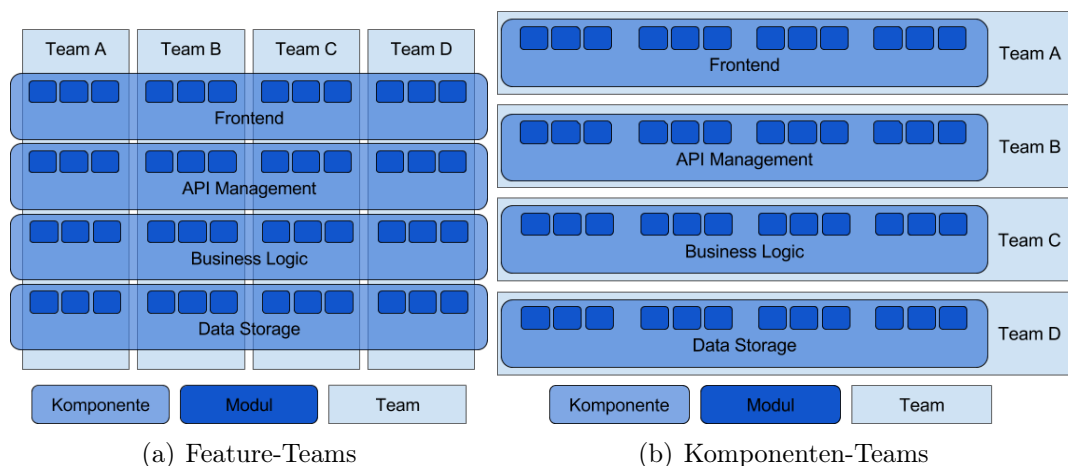 Team A Team B Team C Team D
Frontend
API Management
Business Logic
Data Storage
Komponente Modul Team
(a) Feature-Teams
Frontend Team A
API Management Team B
Business Logic Team C
Data Storage Team D
Komponente Modul Team
(b) Komponenten-Teams